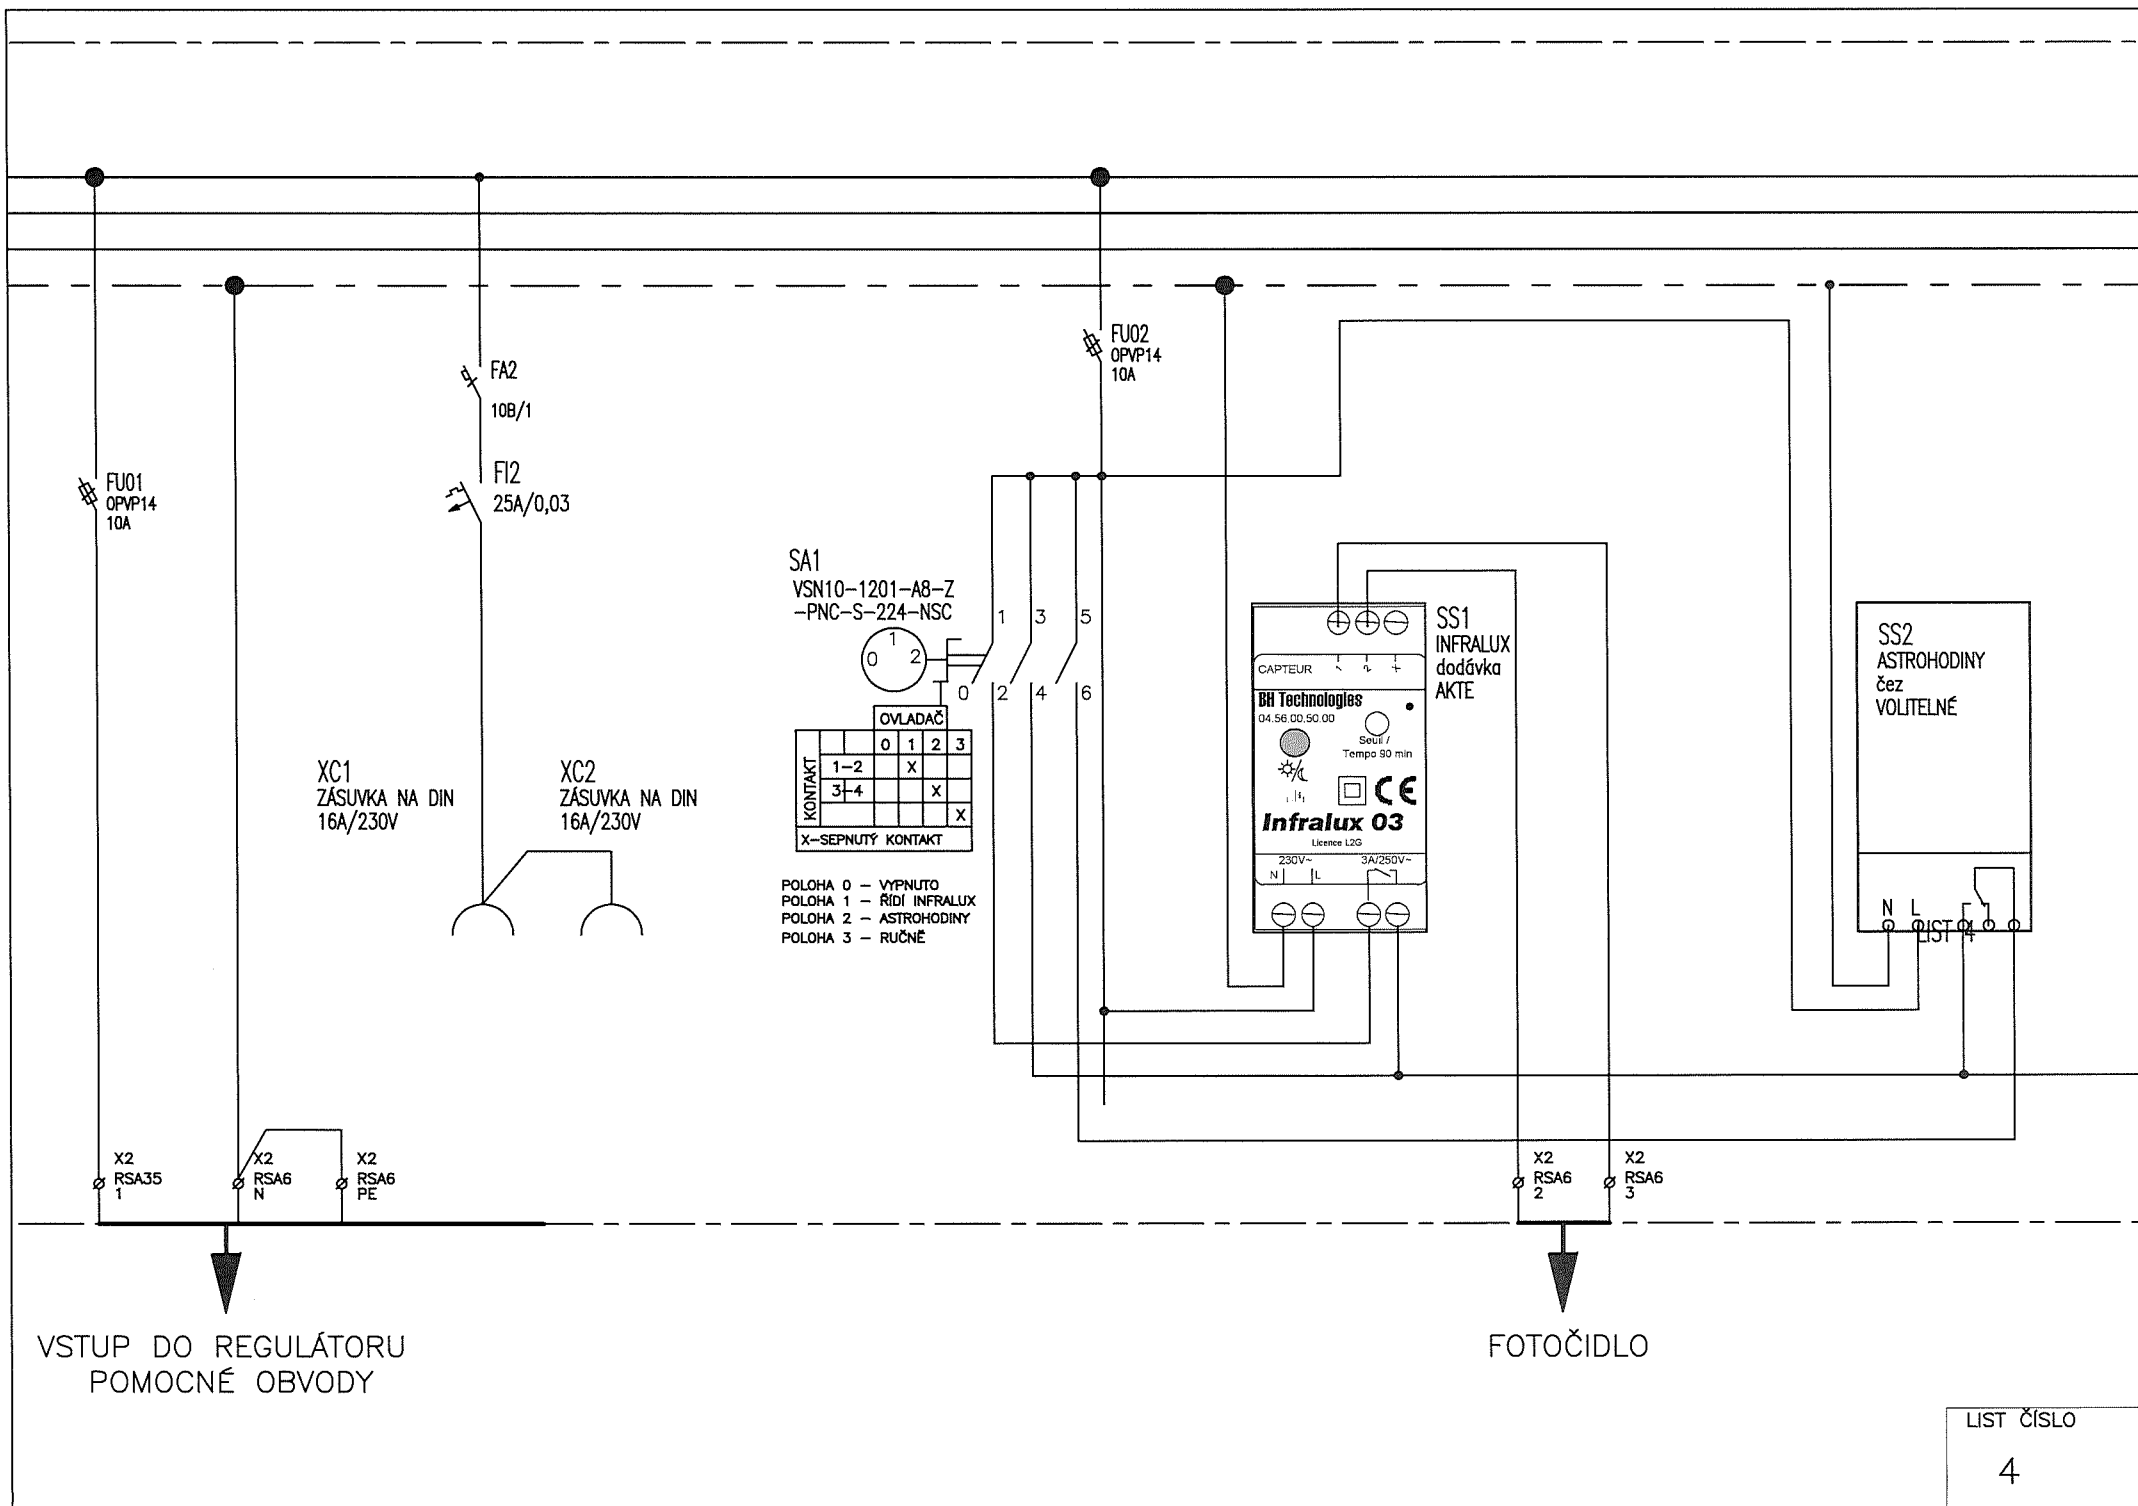 FU01
OPVP14
10A
FA2
10B/1
FI2
25A/0,03
XC1
ZÁSUVKA NA DIN
16A/230V
XC2
ZÁSUVKA NA DIN
16A/230V
FU02
OPVP14
10A
SA1
VSN10-1201-A8-Z
-PNC-S-224-NSC
0 1 2
0
1 3 5
2 4 6
OVLADAČ
0 1 2 3
KONTAKT
1-2 X
3-4 X
X
X-SEPNUTÝ KONTAKT
POLOHA 0 - VYPNUTO
POLOHA 1 - ŘÍDÍ INFRALUX
POLOHA 2 - ASTROHODINY
POLOHA 3 - RUČNĚ
SS1
INFRALUX
dodávka
AKTE
CAPTEUR 1 2 +
BH Technologies
04.56.00.50.00
Seuil /
Tempo 90 min
CE
Infralux 03
Licence L2G
230V~ 3A/250V~
N L
SS2
ASTROHODINY
čez
VOLITELNÉ
N L
LIST 4
X2
RSA35
1
X2
RSA6
N
X2
RSA6
PE
X2
RSA6
2
X2
RSA6
3
VSTUP DO REGULÁTORU
POMOCNÉ OBVODY
FOTOČIDLO
LIST ČÍSLO
4